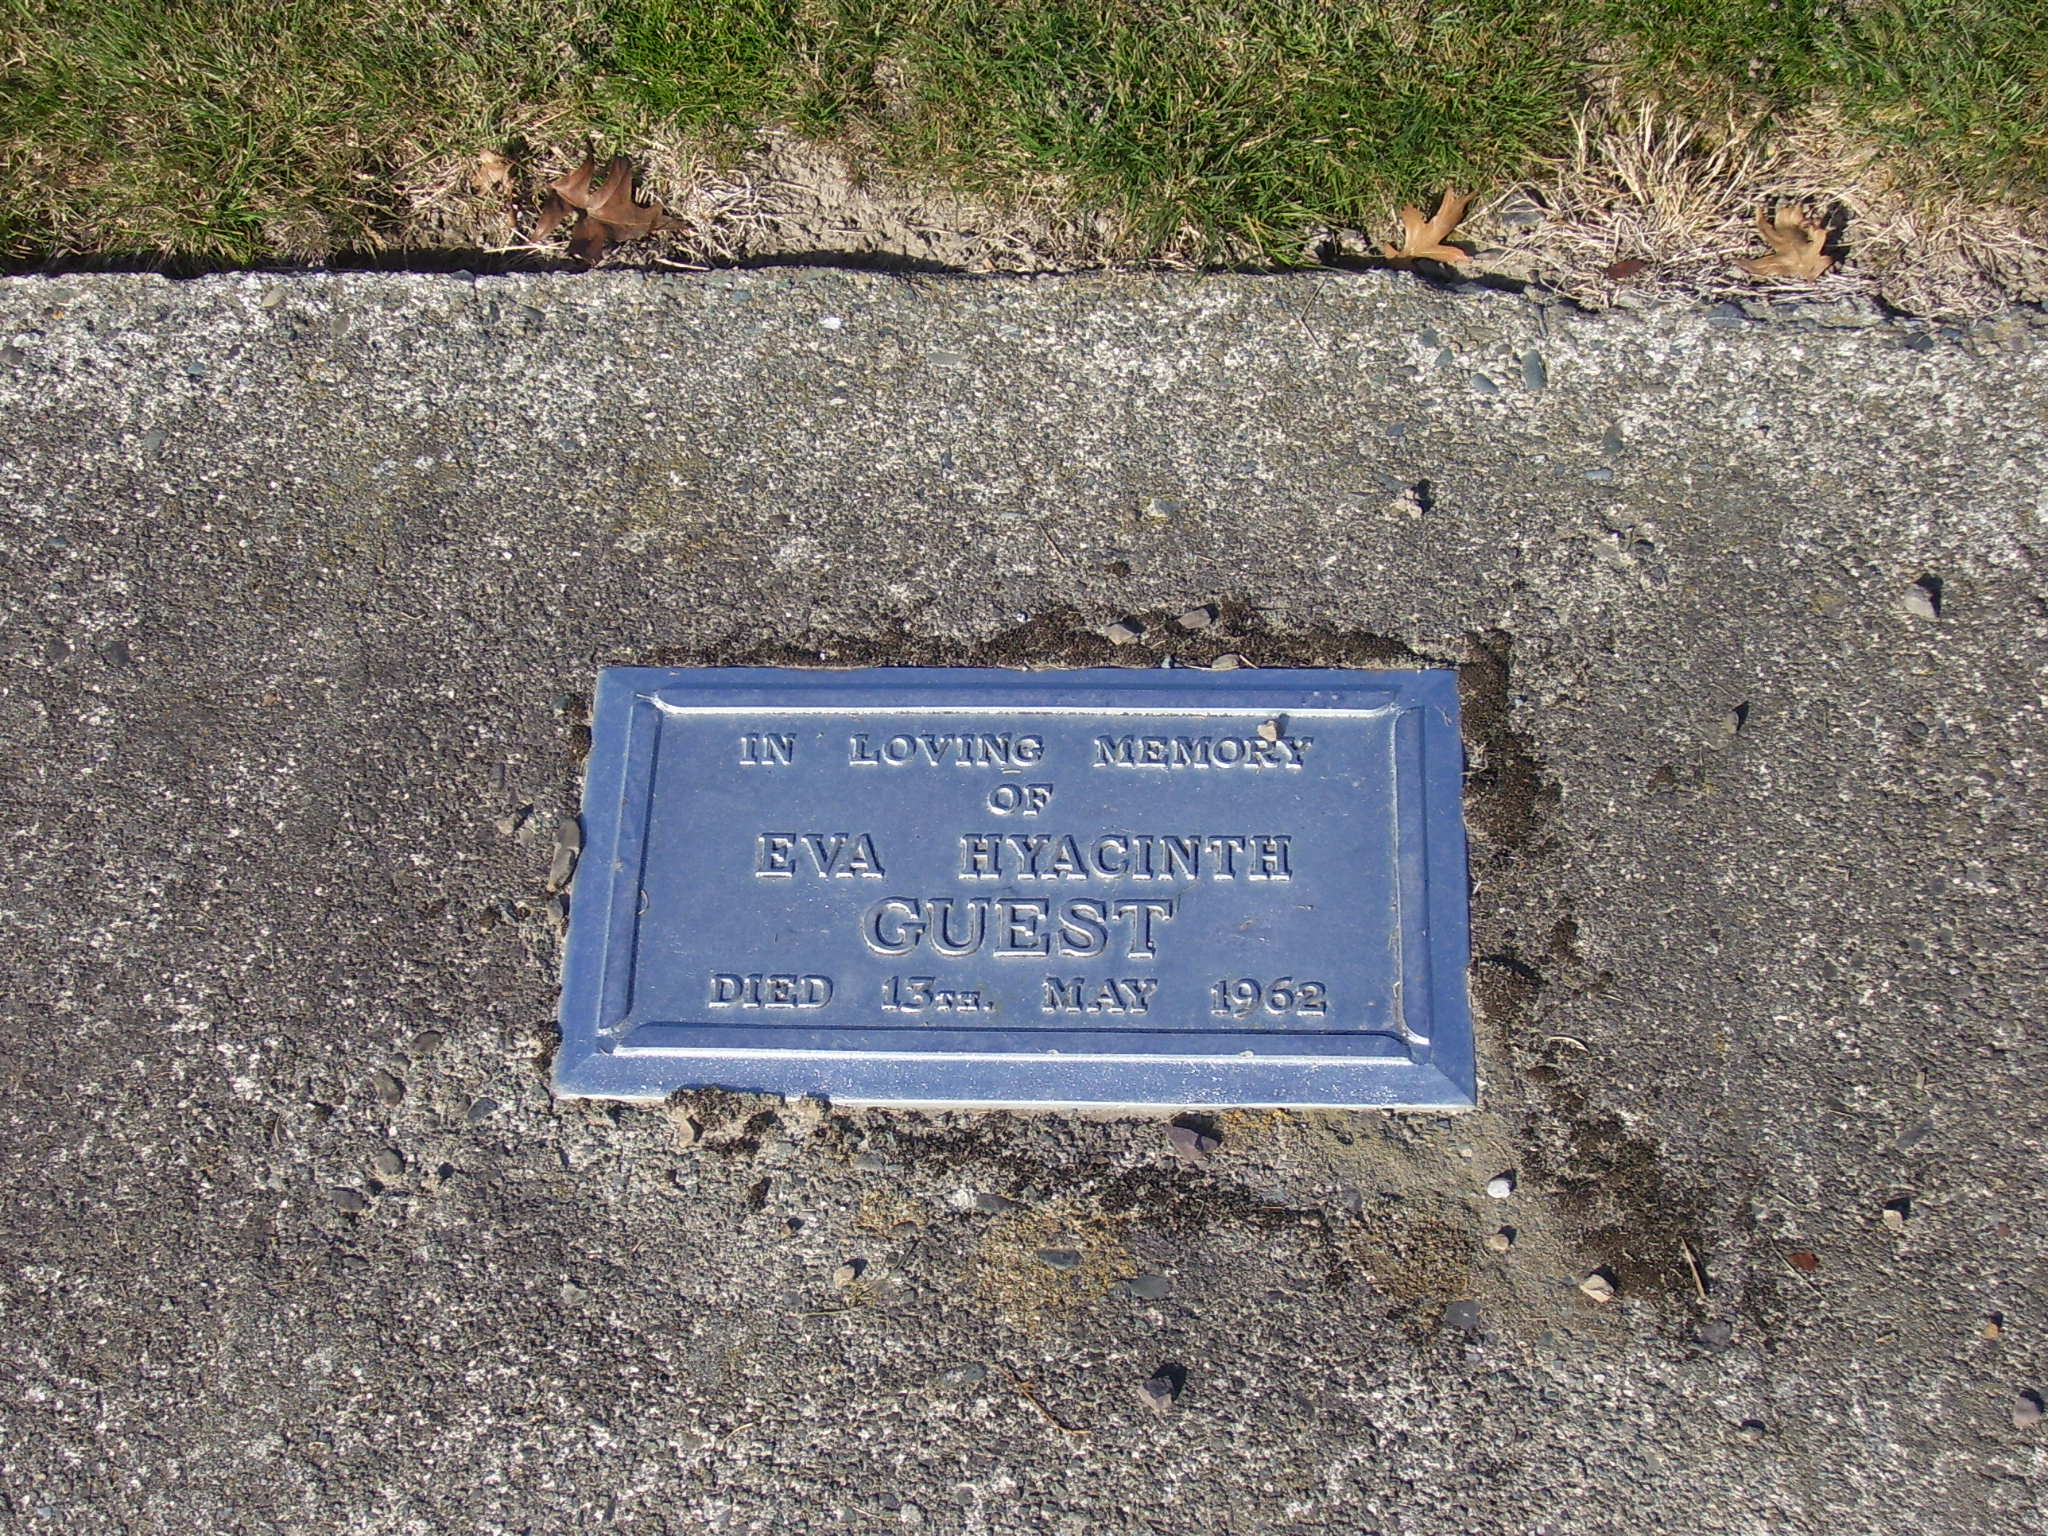 IN LOVING MEMORY
OF
EVA HYACINTH
GUEST
DIED 13TH. MAY 1962